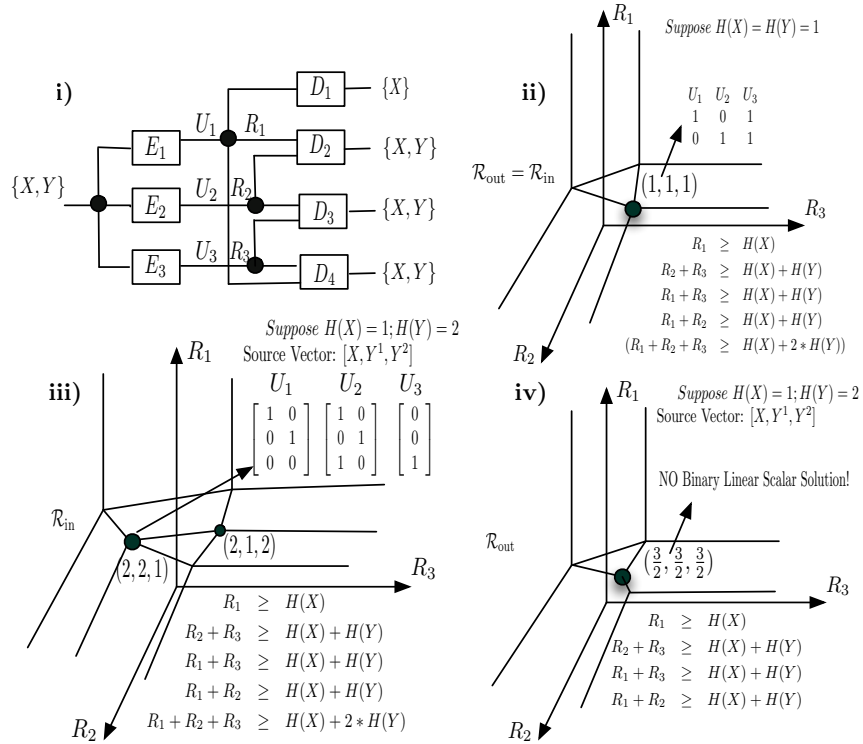 i)
{X,Y}
E1
E2
E3
U1
U2
U3
R1
R2
R3
D1
D2
D3
D4
{X}
{X,Y}
{X,Y}
{X,Y}
ii)
R1
Suppose H(X) = H(Y) = 1
U1 U2 U3
1 0 1
0 1 1
Rout = Rin
(1,1,1)
R3
R2
R1 ≥ H(X)
R2 + R3 ≥ H(X) + H(Y)
R1 + R3 ≥ H(X) + H(Y)
R1 + R2 ≥ H(X) + H(Y)
(R1 + R2 + R3 ≥ H(X) + 2 * H(Y))
iii)
R1
Suppose H(X) = 1; H(Y) = 2
Source Vector: [X,Y^1,Y^2]
U1 U2 U3
[1 0] [1 0] [0]
[0 1] [0 1] [0]
[0 0] [1 0] [1]
Rin
(2,2,1)
(2,1,2)
R3
R2
R1 ≥ H(X)
R2 + R3 ≥ H(X) + H(Y)
R1 + R3 ≥ H(X) + H(Y)
R1 + R2 ≥ H(X) + H(Y)
R1 + R2 + R3 ≥ H(X) + 2 * H(Y)
iv)
R1
Suppose H(X) = 1; H(Y) = 2
Source Vector: [X,Y^1,Y^2]
NO Binary Linear Scalar Solution!
Rout
(3/2, 3/2, 3/2)
R3
R2
R1 ≥ H(X)
R2 + R3 ≥ H(X) + H(Y)
R1 + R3 ≥ H(X) + H(Y)
R1 + R2 ≥ H(X) + H(Y)